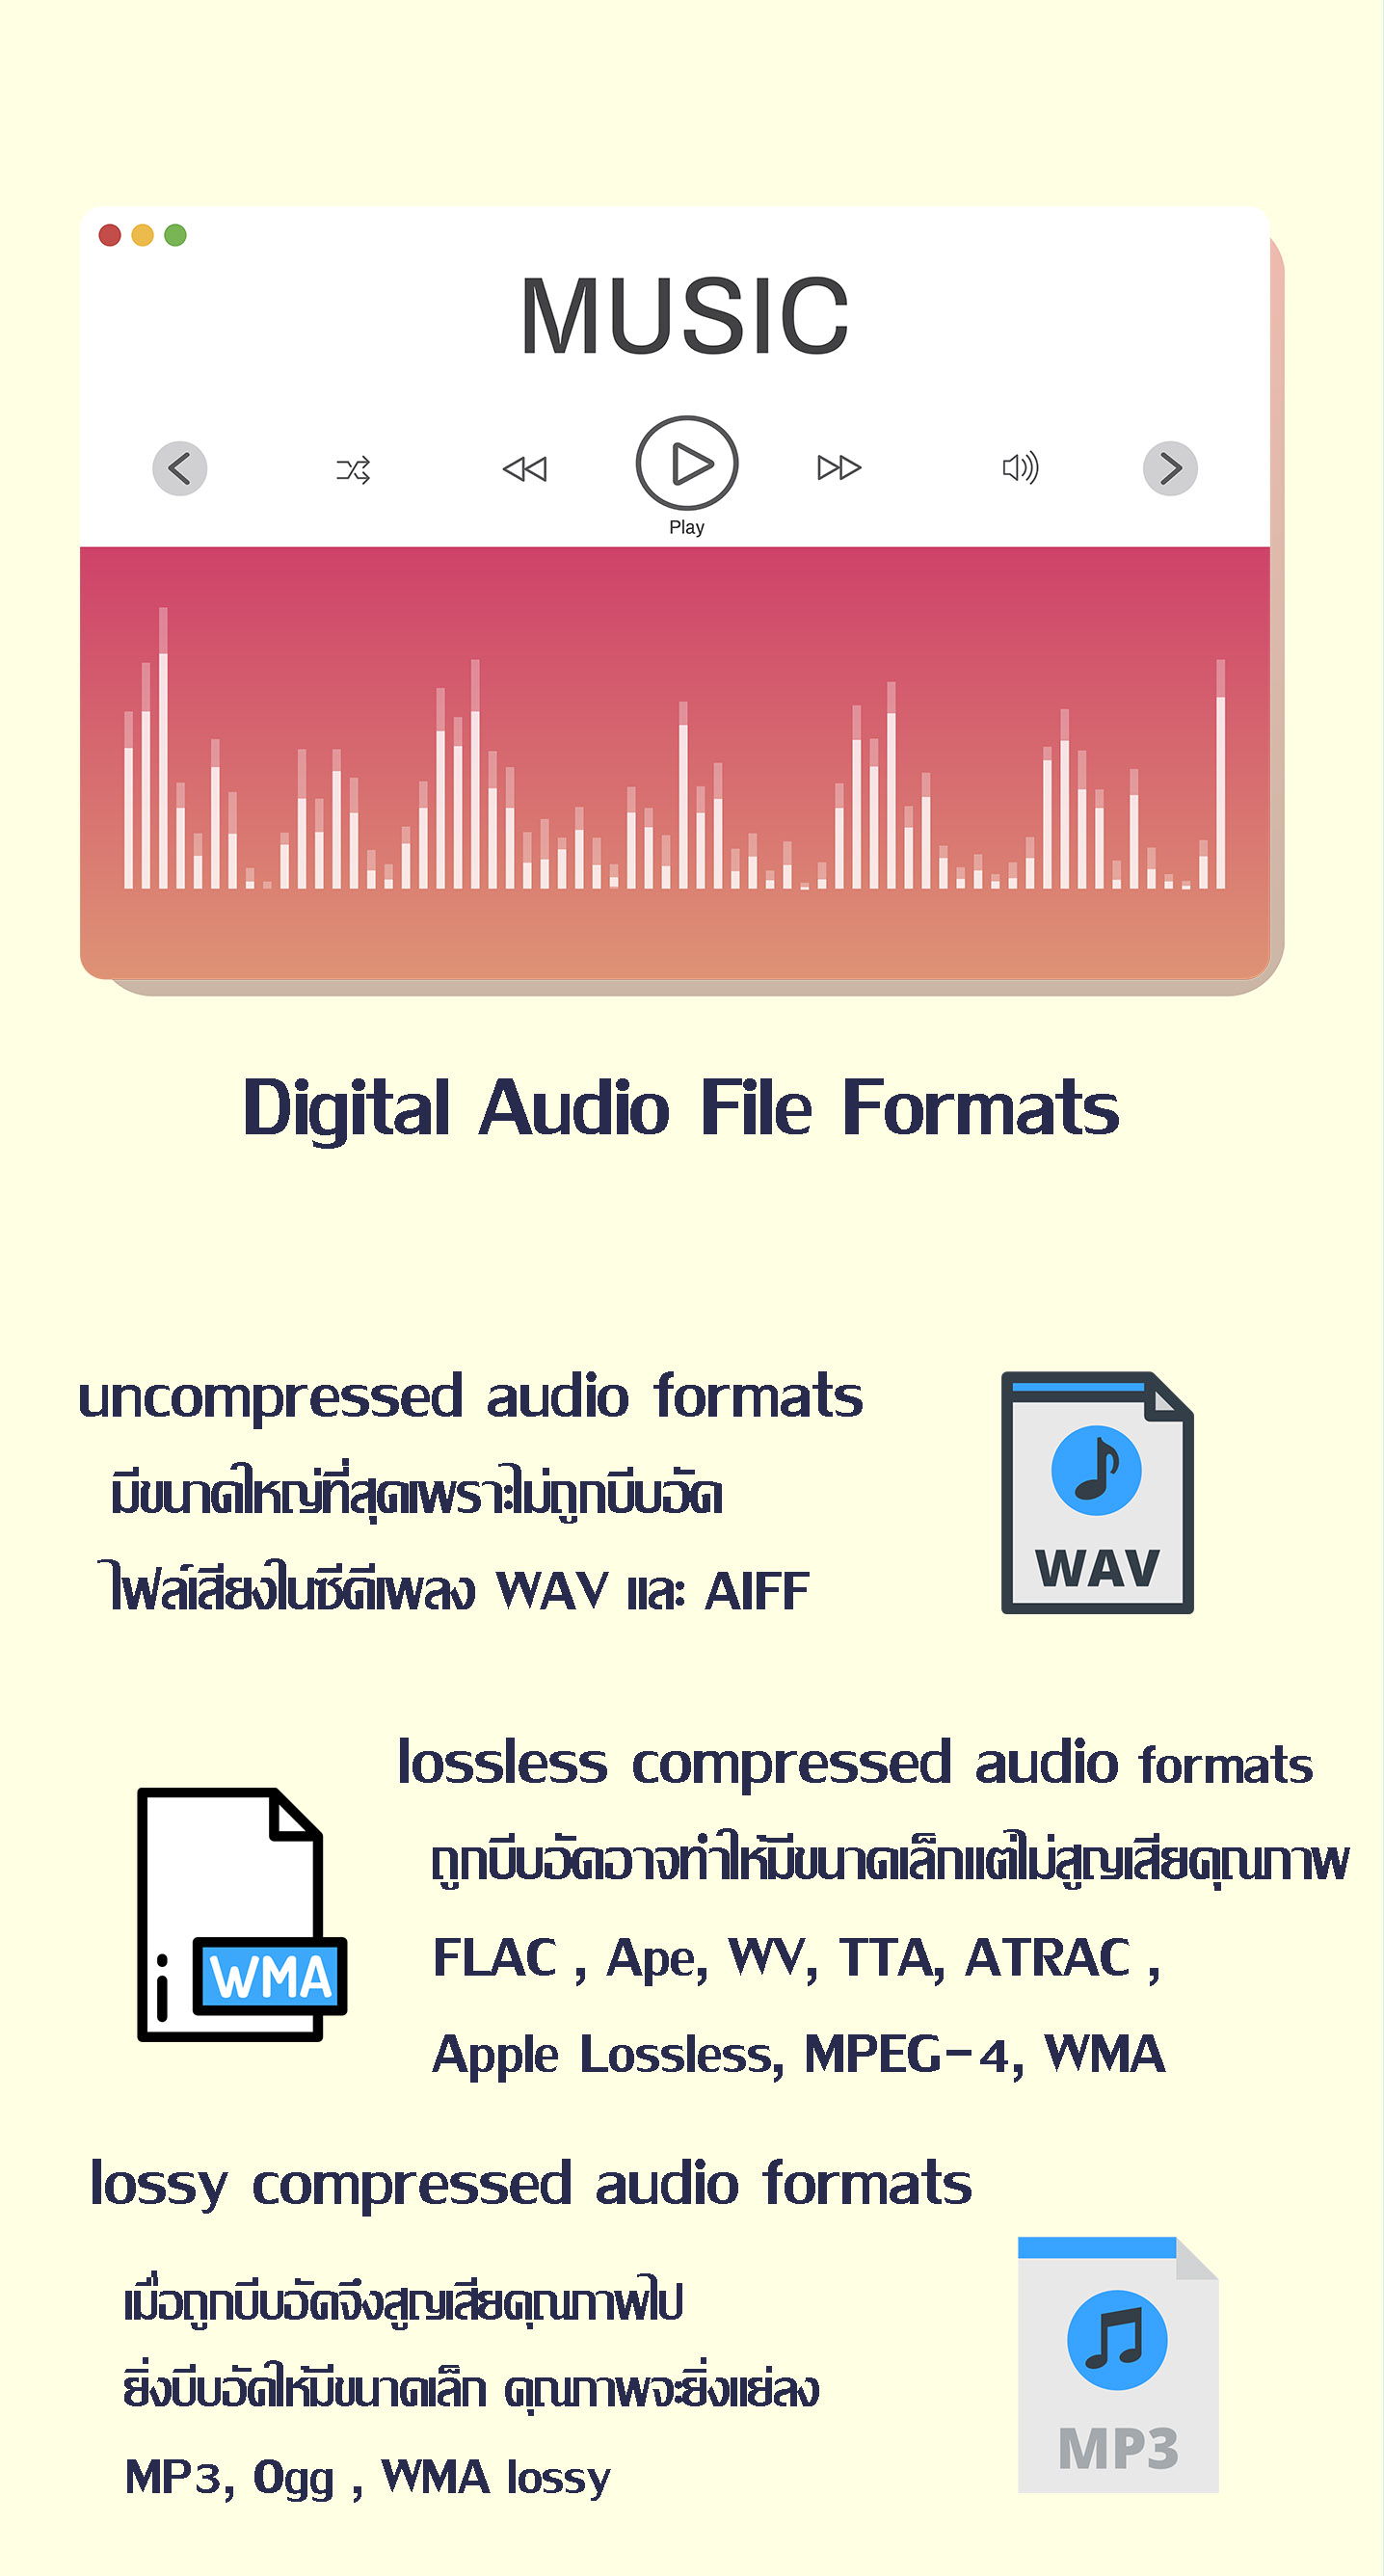 MUSIC
Play
Digital Audio File Formats
uncompressed audio formats
มีขนาดใหญ่ที่สุดเพราะไม่ถูกบีบอัด
ไฟล์เสียงในซีดีเพลง WAV และ AIFF
WAV
lossless compressed audio formats
ถูกบีบอัดอาจทำให้มีขนาดเล็กแต่ไม่สูญเสียคุณภาพ
FLAC , Ape, WV, TTA, ATRAC ,
Apple Lossless, MPEG-4, WMA
WMA
lossy compressed audio formats
เมื่อถูกบีบอัดจึงสูญเสียคุณภาพไป
ยิ่งบีบอัดให้มีขนาดเล็ก คุณภาพจะยิ่งแย่ลง
MP3, Ogg , WMA lossy
MP3